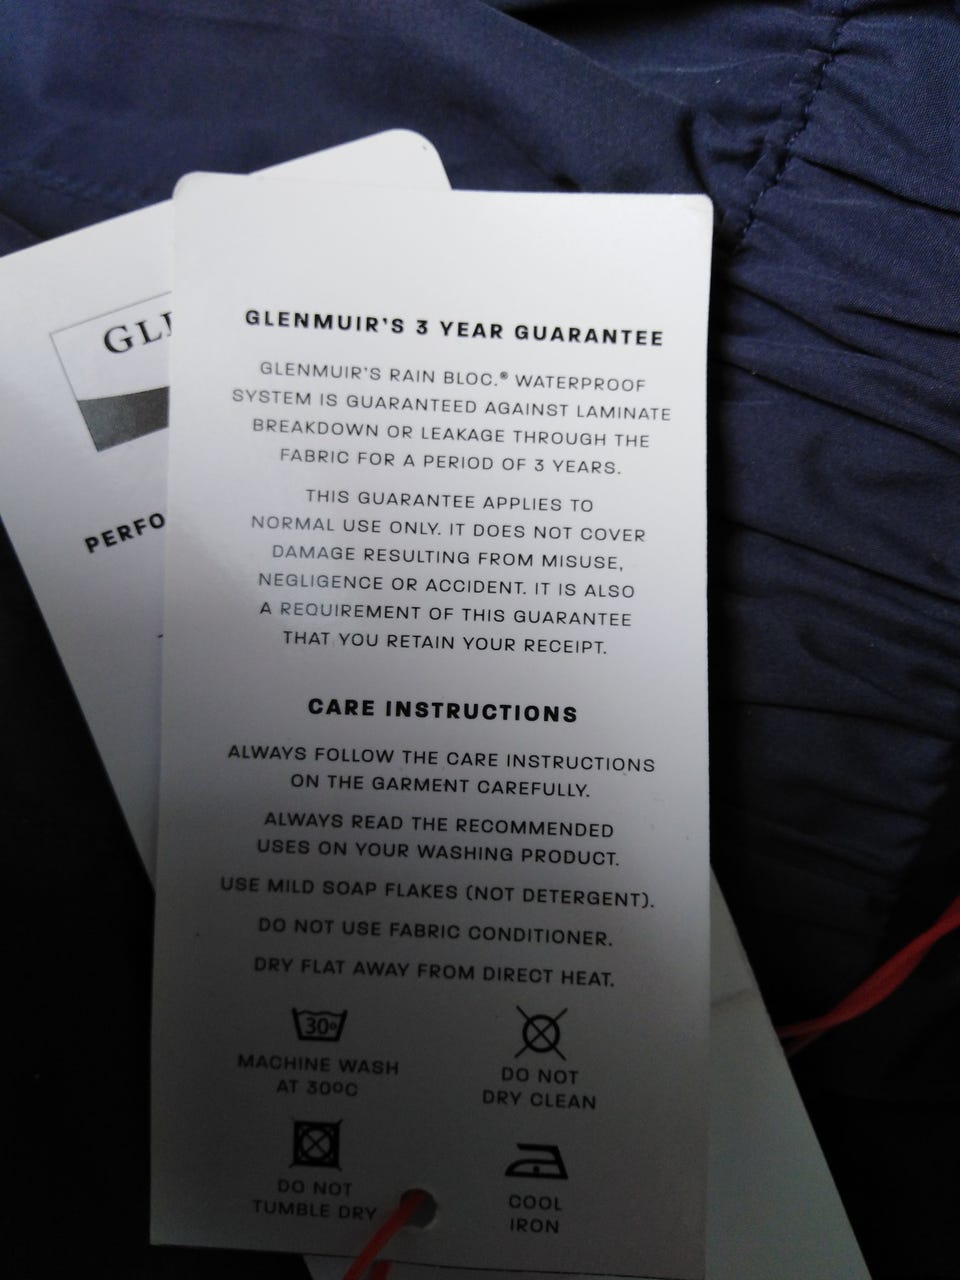 GLENMUIR'S 3 YEAR GUARANTEE
GLENMUIR'S RAIN BLOC.® WATERPROOF
SYSTEM IS GUARANTEED AGAINST LAMINATE
BREAKDOWN OR LEAKAGE THROUGH THE
FABRIC FOR A PERIOD OF 3 YEARS.
THIS GUARANTEE APPLIES TO
NORMAL USE ONLY. IT DOES NOT COVER
DAMAGE RESULTING FROM MISUSE,
NEGLIGENCE OR ACCIDENT. IT IS ALSO
A REQUIREMENT OF THIS GUARANTEE
THAT YOU RETAIN YOUR RECEIPT.
CARE INSTRUCTIONS
ALWAYS FOLLOW THE CARE INSTRUCTIONS
ON THE GARMENT CAREFULLY.
ALWAYS READ THE RECOMMENDED
USES ON YOUR WASHING PRODUCT.
USE MILD SOAP FLAKES (NOT DETERGENT).
DO NOT USE FABRIC CONDITIONER.
DRY FLAT AWAY FROM DIRECT HEAT.
30°
MACHINE WASH
AT 30ºC
DO NOT
DRY CLEAN
DO NOT
TUMBLE DRY
COOL
IRON
GLE
PERFO